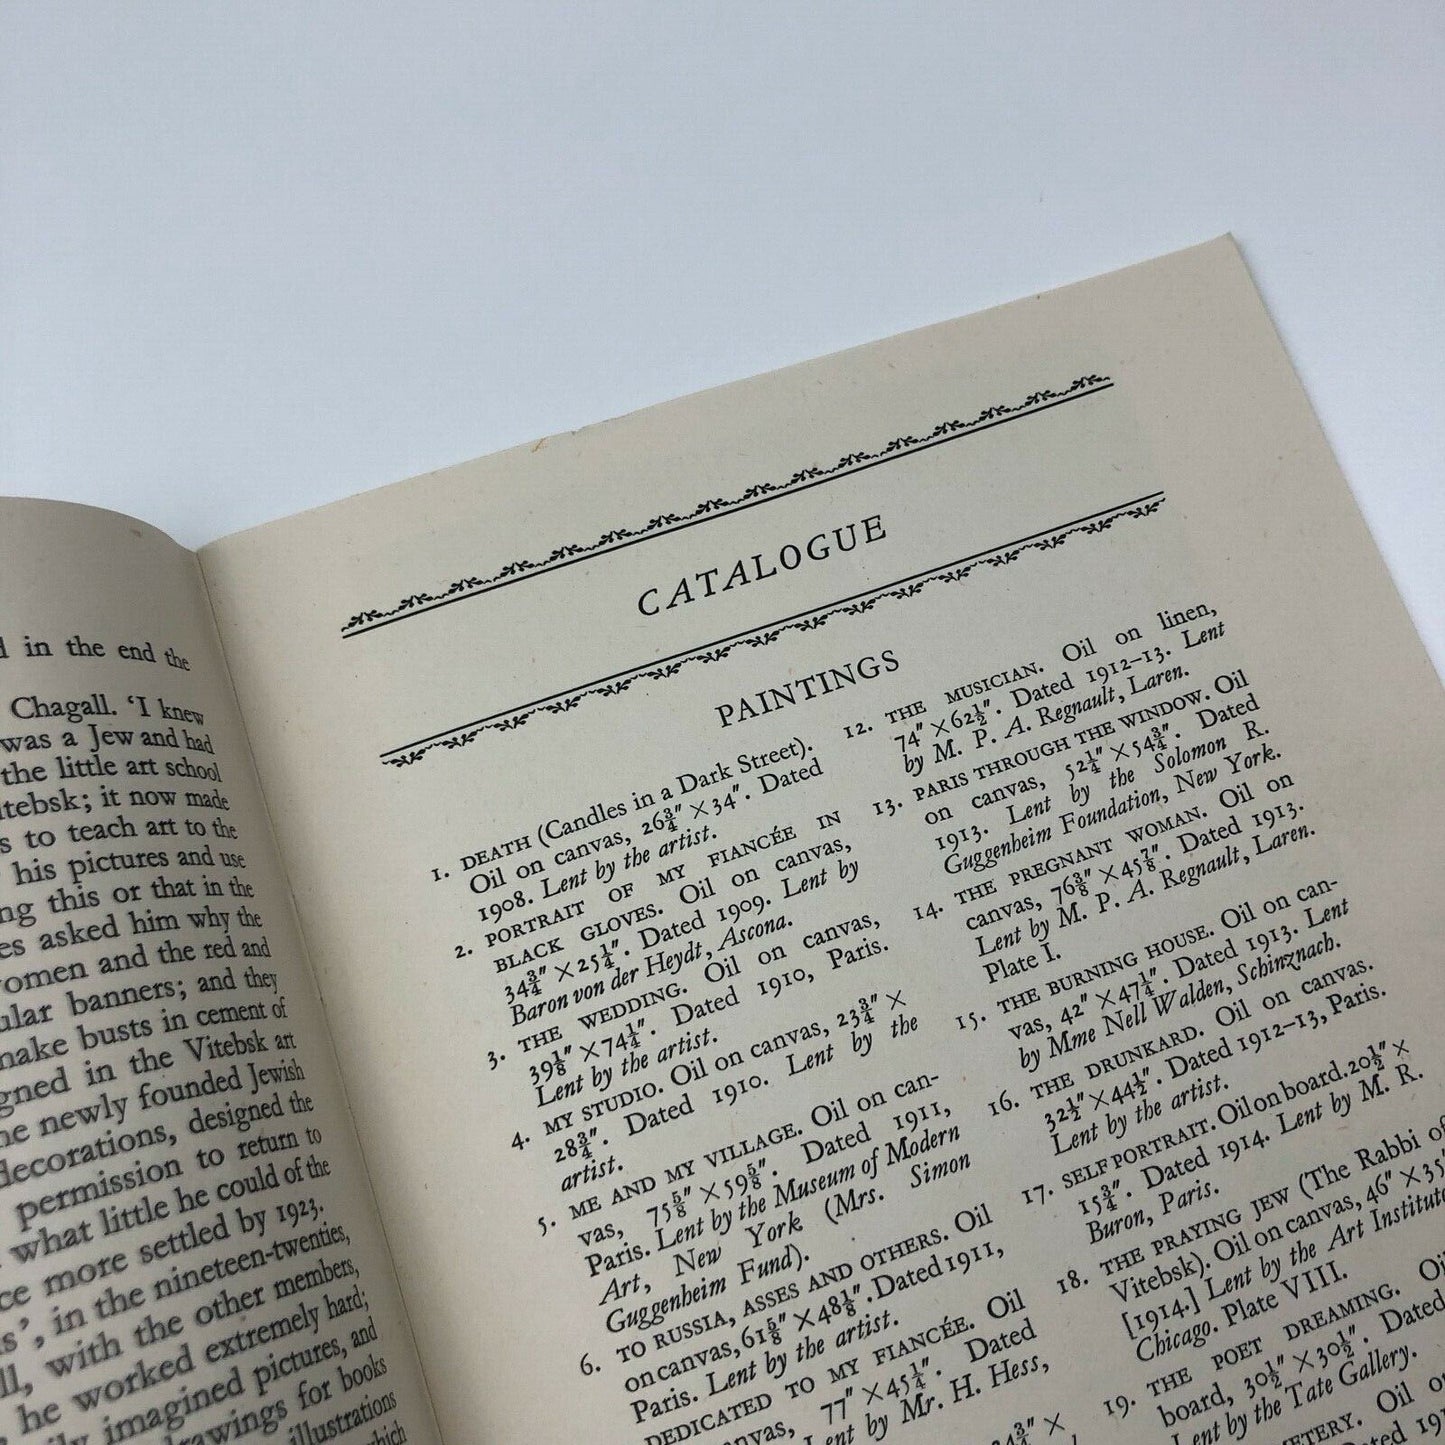 d in the end the
Chagall. 'I knew
was a Jew and had
the little art school
itebsk; it now made
s to teach art to the
his pictures and use
ng this or that in the
es asked him why the
omen and the red and
ular banners; and they
make busts in cement of
gned in the Vitebsk art
he newly founded Jewish
decorations, designed the
permission to return to
what little he could of the
ce more settled by 1923.
s', in the nineteen-twenties,
ll, with the other members,
he worked extremely hard;
ily imagined pictures, and
drawings for books
illustrations
which
CATALOGUE
PAINTINGS
1. DEATH (Candles in a Dark Street).
Oil on canvas, 26¾" × 34". Dated
1908. Lent by the artist.
2. PORTRAIT OF MY FIANCÉE IN
BLACK GLOVES. Oil on canvas,
34¾" × 25¼". Dated 1909. Lent by
Baron von der Heydt, Ascona.
3. THE WEDDING. Oil on canvas,
39⅛" × 74¼". Dated 1910, Paris.
Lent by the artist.
4. MY STUDIO. Oil on canvas, 23¾" ×
28¾". Dated 1910. Lent by the
artist.
5. ME AND MY VILLAGE. Oil on can-
vas, 75⅝" × 59⅝". Dated 1911,
Paris. Lent by the Museum of Modern
Art, New York (Mrs. Simon
Guggenheim Fund).
6. TO RUSSIA, ASSES AND OTHERS. Oil
on canvas, 61⅝" × 48⅛". Dated 1911,
Paris. Lent by the artist.
DEDICATED TO MY FIANCÉE. Oil
canvas, 77" × 45¼". Dated
Lent by Mr. H. Hess,
12. THE MUSICIAN. Oil on linen,
74" × 62½". Dated 1912–13. Lent
by M. P. A. Regnault, Laren.
13. PARIS THROUGH THE WINDOW. Oil
on canvas, 52¼" × 54¾". Dated
1913. Lent by the Solomon R.
Guggenheim Foundation, New York.
14. THE PREGNANT WOMAN. Oil on
canvas, 76⅜" × 45⅞". Dated 1913.
Lent by M. P. A. Regnault, Laren.
Plate I.
15. THE BURNING HOUSE. Oil on can-
vas, 42" × 47¼". Dated 1913. Lent
by Mme Nell Walden, Schinznach.
16. THE DRUNKARD. Oil on canvas.
32½" × 44½". Dated 1912–13, Paris.
Lent by the artist.
17. SELF PORTRAIT. Oil on board. 20½" ×
15¾". Dated 1914. Lent by M. R.
Buron, Paris.
18. THE PRAYING JEW (The Rabbi of
Vitebsk). Oil on canvas, 46" × 35"
[1914.] Lent by the Art Institute
Chicago. Plate VIII.
19. THE POET DREAMING. Oil
board, 30½" × 30½". Dated
Lent by the Tate Gallery.
METERY. Oil o
Dated 19